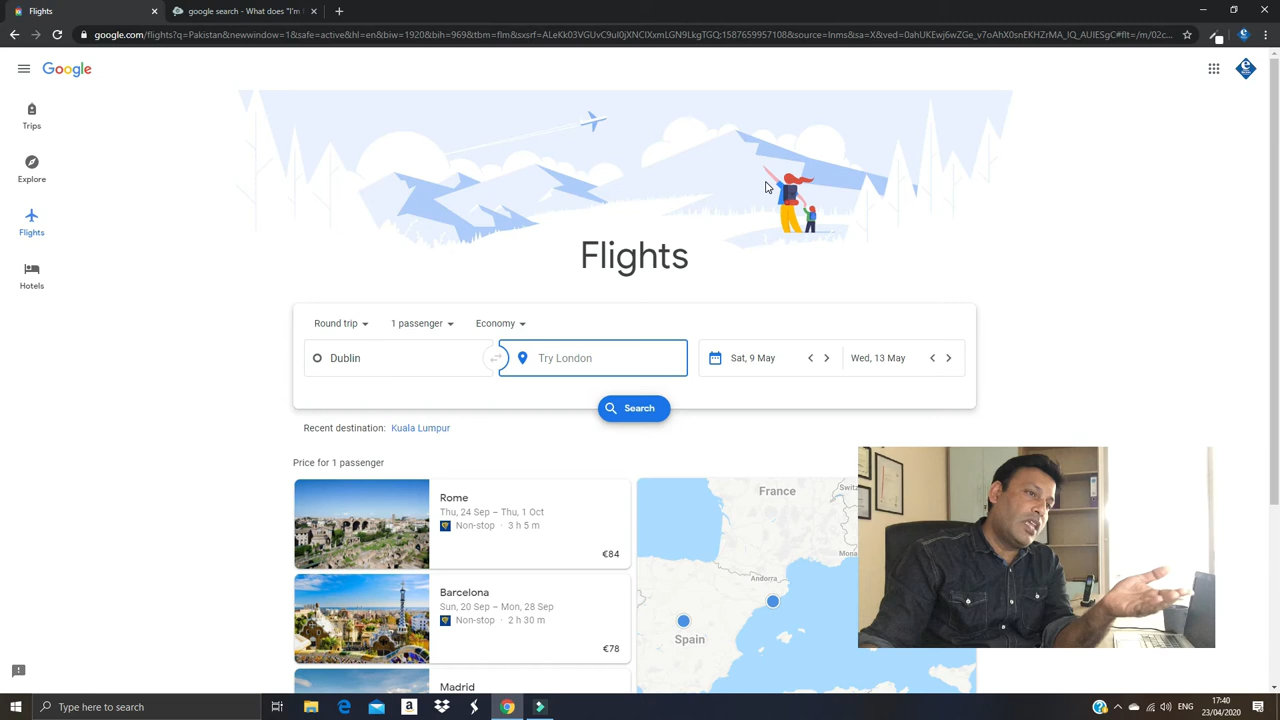 Flights
google search - What does "I'm
google.com/flights?q=Pakistan&newwindow=1&safe=active&hl=en&biw=1920&bih=969&tbm=flm&sxsrf=ALeKk03VGUvC9uI0jXNCIXxmLGN9LkgTGQ:1587659957108&source=lnms&sa=X&ved=0ahUKEwj6wZGe_v7oAhX0snEKHZrMA_IQ_AUIESgC#flt=/m/02c...
Google
Trips
Explore
Flights
Hotels
Flights
Round trip 1 passenger Economy
Dublin Try London Sat, 9 May Wed, 13 May
Search
Recent destination: Kuala Lumpur
Price for 1 passenger
Rome
Thu, 24 Sep – Thu, 1 Oct
Non-stop · 3 h 5 m
€84
Barcelona
Sun, 20 Sep – Mon, 28 Sep
Non-stop · 2 h 30 m
€78
Madrid
France
Switz
Mona
Andorra
Spain
Type here to search
17:40
23/04/2020